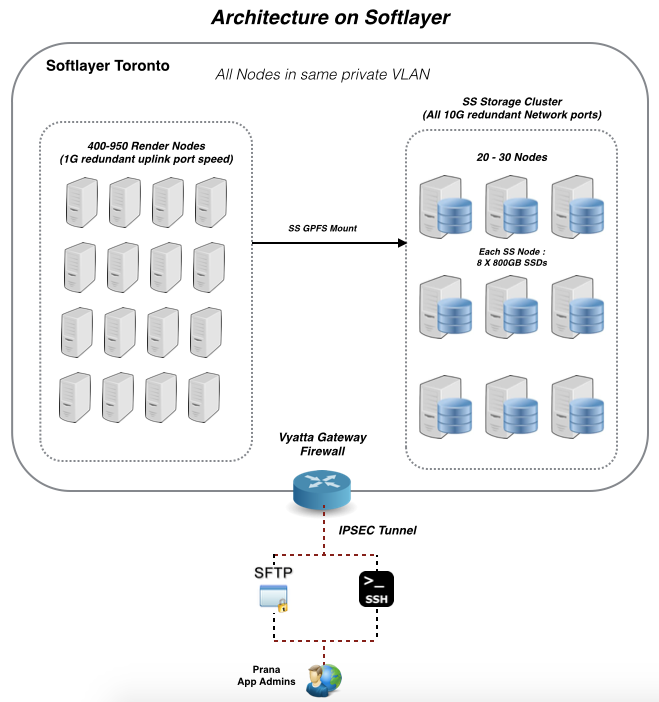 Architecture on Softlayer
Softlayer Toronto
All Nodes in same private VLAN
SS Storage Cluster
(All 10G redundant Network ports)
400-950 Render Nodes
(1G redundant uplink port speed)
20 - 30 Nodes
SS GPFS Mount
Each SS Node :
8 X 800GB SSDs
Vyatta Gateway
Firewall
IPSEC Tunnel
SFTP
>_
SSH
Prana
App Admins